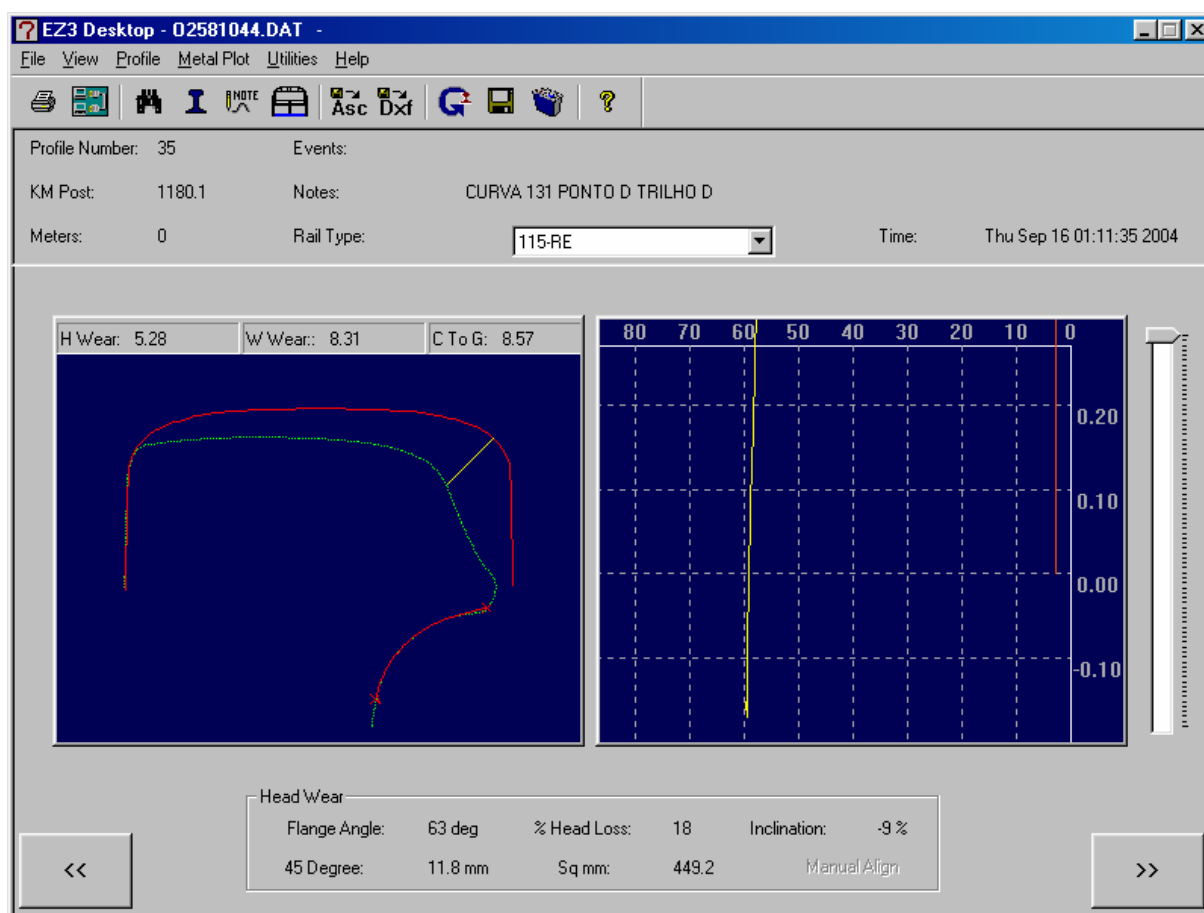 EZ3 Desktop - O2581044.DAT -
File View Profile Metal Plot Utilities Help
NOTE Asc Dxf
Profile Number: 35 Events:
KM Post: 1180.1 Notes: CURVA 131 PONTO D TRILHO D
Meters: 0 Rail Type: 115-RE Time: Thu Sep 16 01:11:35 2004
H Wear: 5.28 W Wear:: 8.31 C To G: 8.57
80 70 60 50 40 30 20 10 0
0.20
0.10
0.00
-0.10
Head Wear
Flange Angle: 63 deg % Head Loss: 18 Inclination: -9 %
45 Degree: 11.8 mm Sq mm: 449.2 Manual Align
<< >>